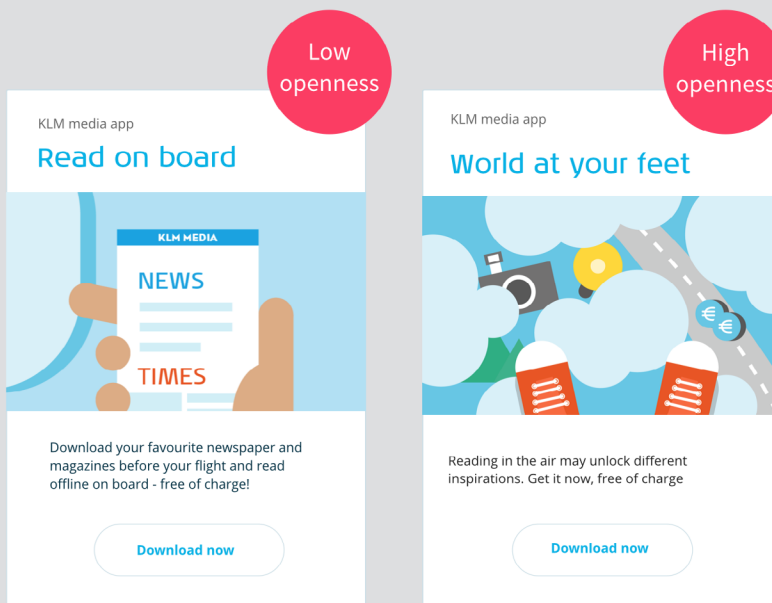 Low
openness
KLM media app
Read on board
KLM MEDIA
NEWS
TIMES
Download your favourite newspaper and
magazines before your flight and read
offline on board - free of charge!
Download now
High
openness
KLM media app
World at your feet
€
€
Reading in the air may unlock different
inspirations. Get it now, free of charge
Download now